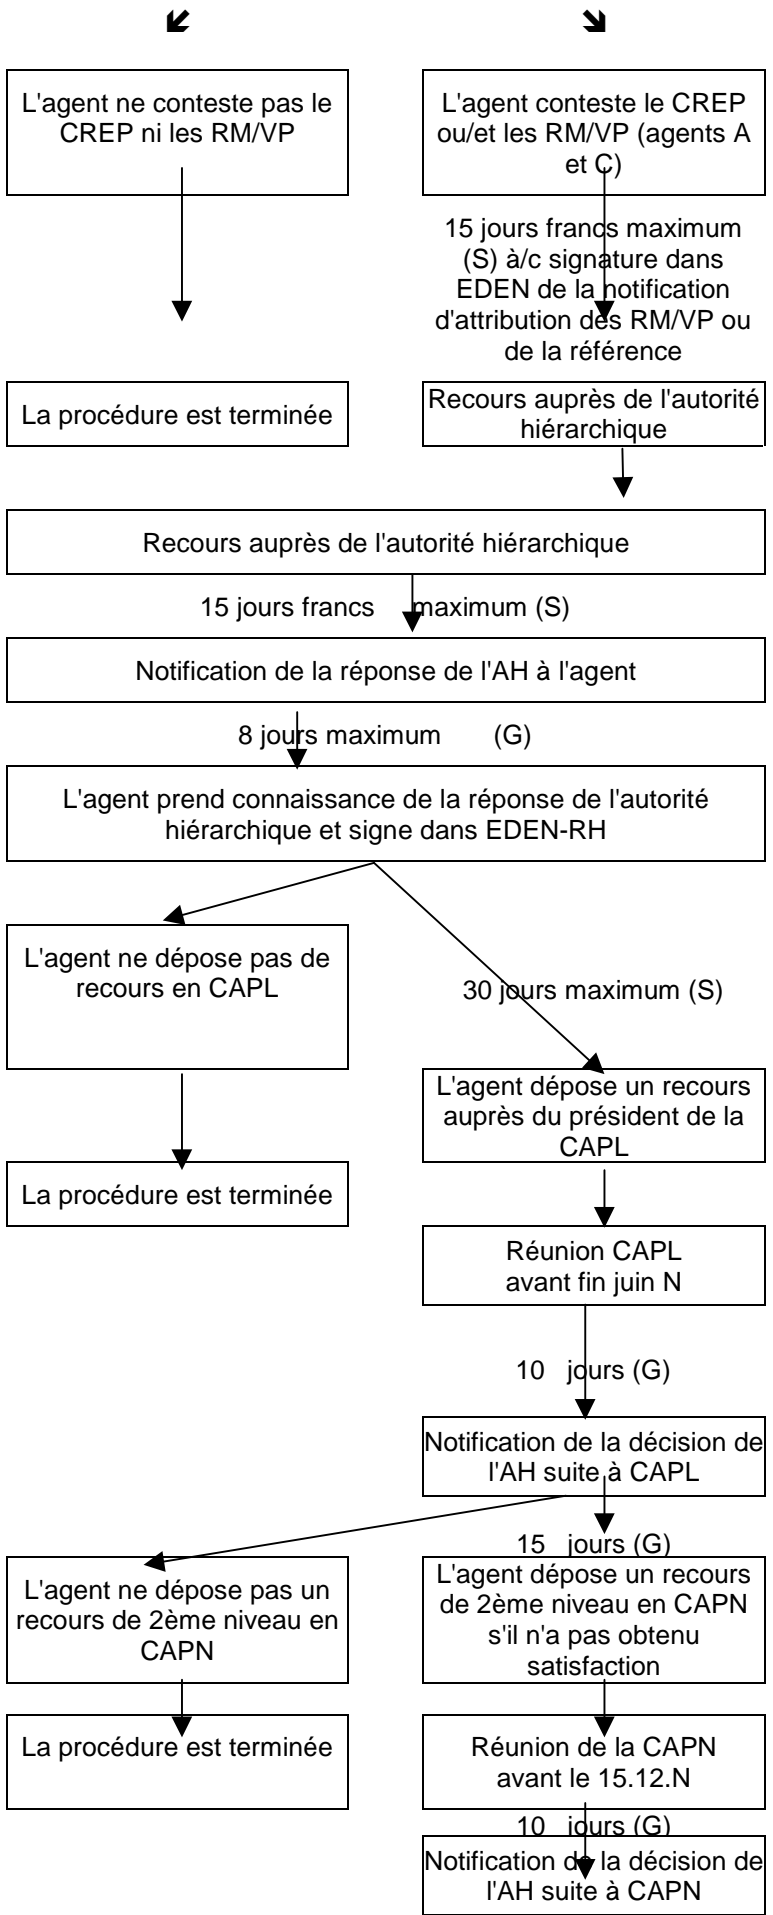 L'agent ne conteste pas le
CREP ni les RM/VP
L'agent conteste le CREP
ou/et les RM/VP (agents A
et C)
15 jours francs maximum
(S) à/c signature dans
EDEN de la notification
d'attribution des RM/VP ou
de la référence
La procédure est terminée
Recours auprès de l'autorité
hiérarchique
Recours auprès de l'autorité hiérarchique
15 jours francs maximum (S)
Notification de la réponse de l'AH à l'agent
8 jours maximum (G)
L'agent prend connaissance de la réponse de l'autorité
hiérarchique et signe dans EDEN-RH
L'agent ne dépose pas de
recours en CAPL
30 jours maximum (S)
L'agent dépose un recours
auprès du président de la
CAPL
La procédure est terminée
Réunion CAPL
avant fin juin N
10 jours (G)
Notification de la décision de
l'AH suite à CAPL
15 jours (G)
L'agent ne dépose pas un
recours de 2ème niveau en
CAPN
L'agent dépose un recours
de 2ème niveau en CAPN
s'il n'a pas obtenu
satisfaction
La procédure est terminée
Réunion de la CAPN
avant le 15.12.N
10 jours (G)
Notification de la décision de
l'AH suite à CAPN